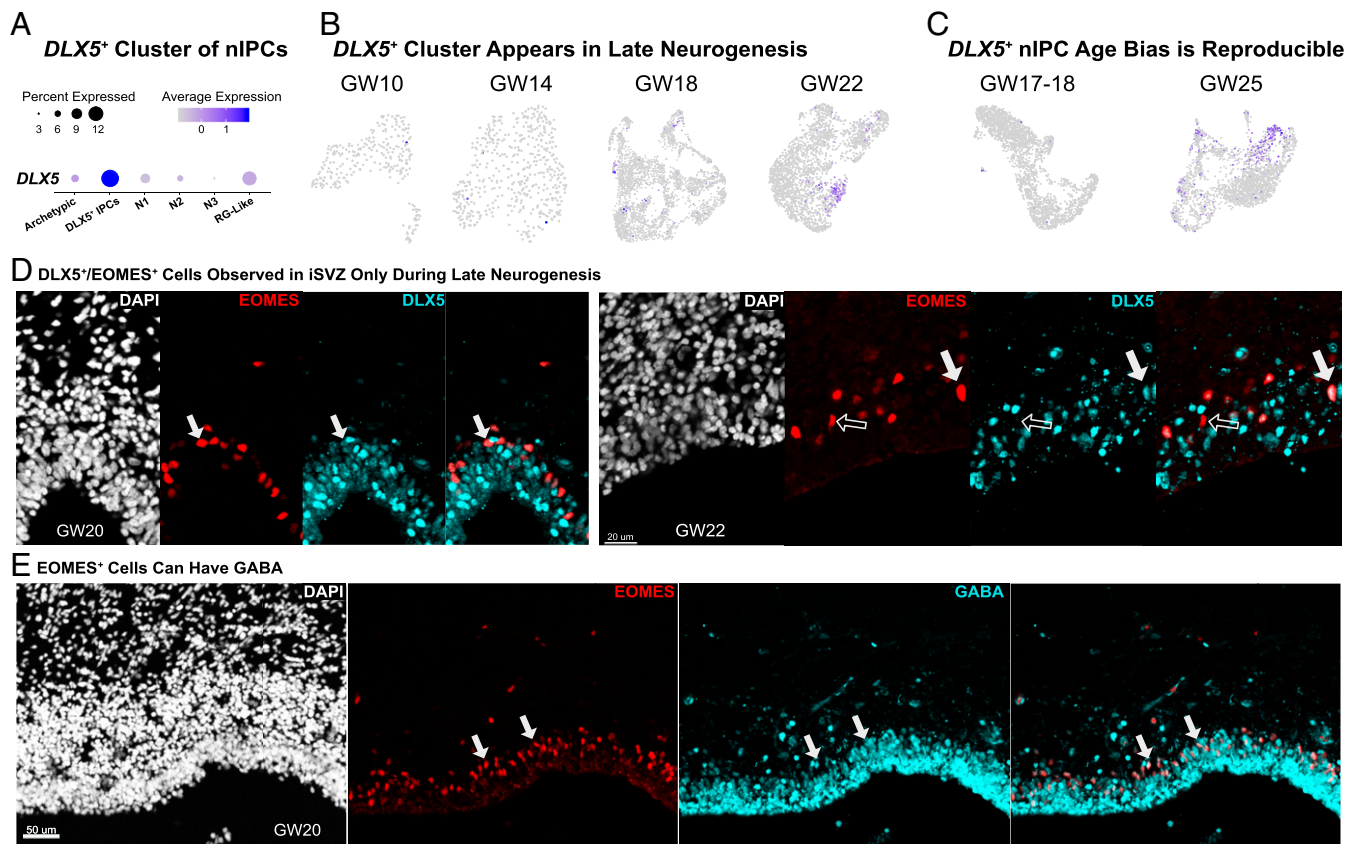 A
DLX5+ Cluster of nIPCs
Percent Expressed
3 6 9 12
Average Expression
0 1
DLX5
Archetypic DLX5+ IPCs N1 N2 N3 RG-Like
B
DLX5+ Cluster Appears in Late Neurogenesis
GW10 GW14 GW18 GW22
C
DLX5+ nIPC Age Bias is Reproducible
GW17-18 GW25
D DLX5+/EOMES+ Cells Observed in iSVZ Only During Late Neurogenesis
DAPI EOMES DLX5
GW20
DAPI EOMES DLX5
20 um
GW22
E EOMES+ Cells Can Have GABA
DAPI EOMES GABA
50 um
GW20